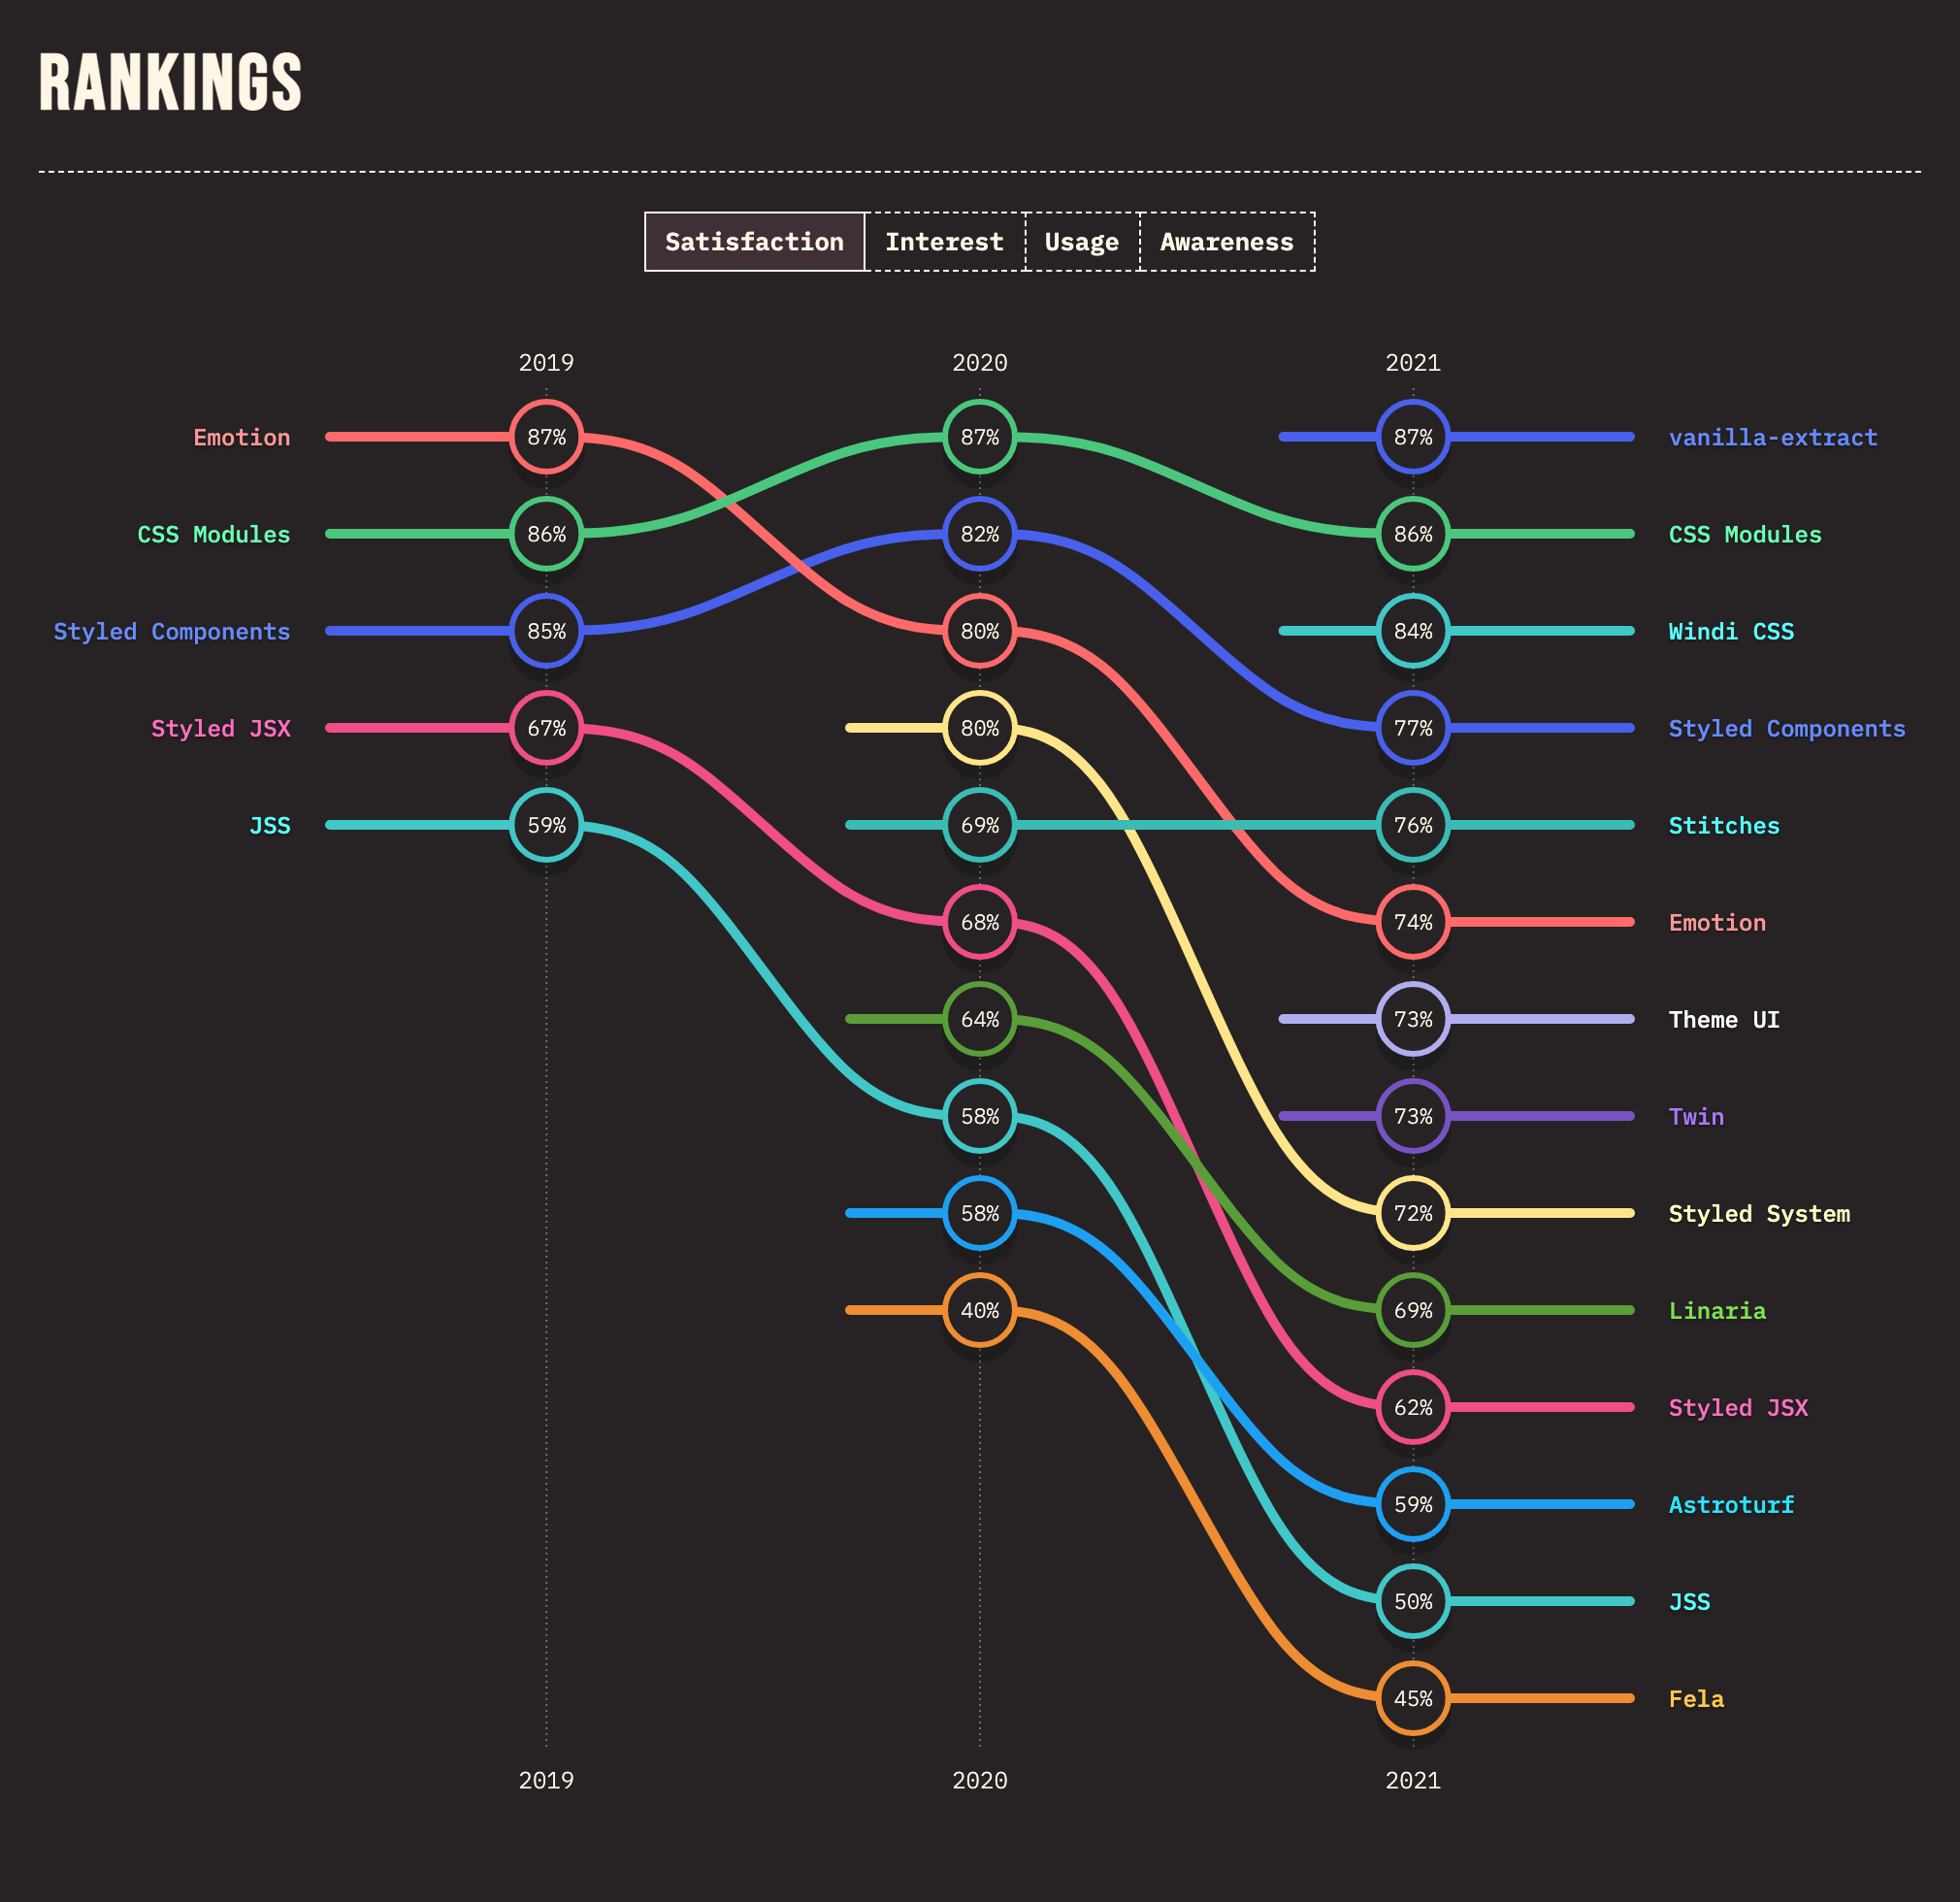 RANKINGS
Satisfaction Interest Usage Awareness
2019 2020 2021
Emotion 87% 87% 87% vanilla-extract
CSS Modules 86% 82% 86% CSS Modules
Styled Components 85% 80% 84% Windi CSS
Styled JSX 67% 80% 77% Styled Components
JSS 59% 69% 76% Stitches
68% 74% Emotion
64% 73% Theme UI
58% 73% Twin
58% 72% Styled System
40% 69% Linaria
62% Styled JSX
59% Astroturf
50% JSS
45% Fela
2019 2020 2021